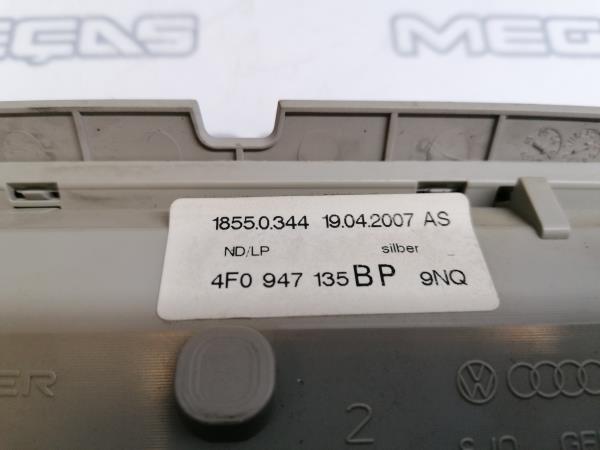 1855.0.344 19.04.2007 AS
ND/LP silber
4F0 947 135 BP 9NQ
2